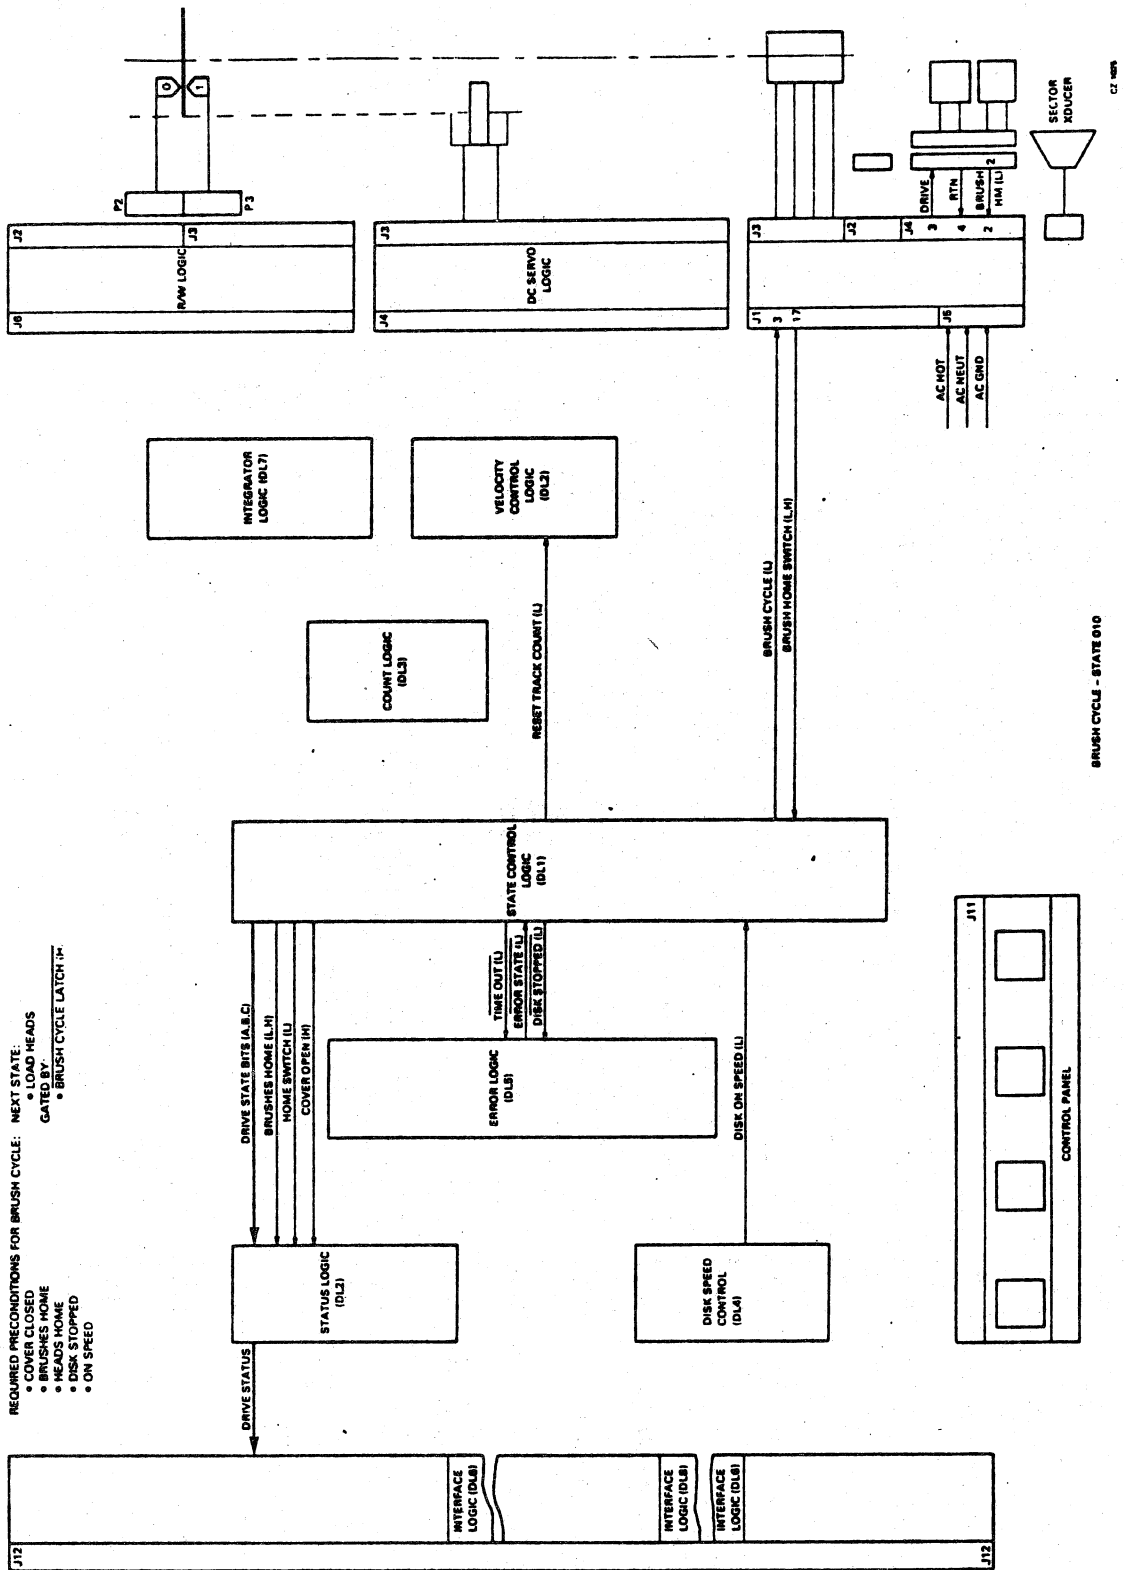 REQUIRED PRECONDITIONS FOR BRUSH CYCLE:
• COVER CLOSED
• BRUSHES HOME
• HEADS HOME
• DISK STOPPED
• ON SPEED
NEXT STATE:
• LOAD HEADS
GATED BY:
• BRUSH CYCLE LATCH (H)
J12
J12
INTERFACE
LOGIC (DL6)
INTERFACE
LOGIC (DL8)
INTERFACE
LOGIC (DL6)
DRIVE STATUS
STATUS LOGIC
(DL2)
DRIVE STATE BITS (A,B,C)
BRUSHES HOME (L,H)
HOME SWITCH (L)
COVER OPEN (H)
ERROR LOGIC
(DL5)
TIME OUT (L)
ERROR STATE (L)
DISK STOPPED (L)
DISK SPEED
CONTROL
(DL4)
DISK ON SPEED (L)
CONTROL PANEL
J11
STATE CONTROL
LOGIC
(DL1)
RESET TRACK COUNT (L)
BRUSH CYCLE (L)
BRUSH HOME SWITCH (L,H)
COUNT LOGIC
(DL3)
INTEGRATOR
LOGIC (DL7)
VELOCITY
CONTROL
LOGIC
(DL2)
J6
R/W LOGIC
J2
J3
P2
P3
0
1
J4
DC SERVO
LOGIC
J3
J1
3
17
J5
AC HOT
AC NEUT
AC GND
J3
J2
J4
3
4
2
DRIVE
RTN
BRUSH
HM (L)
2
SECTOR
XDUCER
BRUSH CYCLE - STATE 010